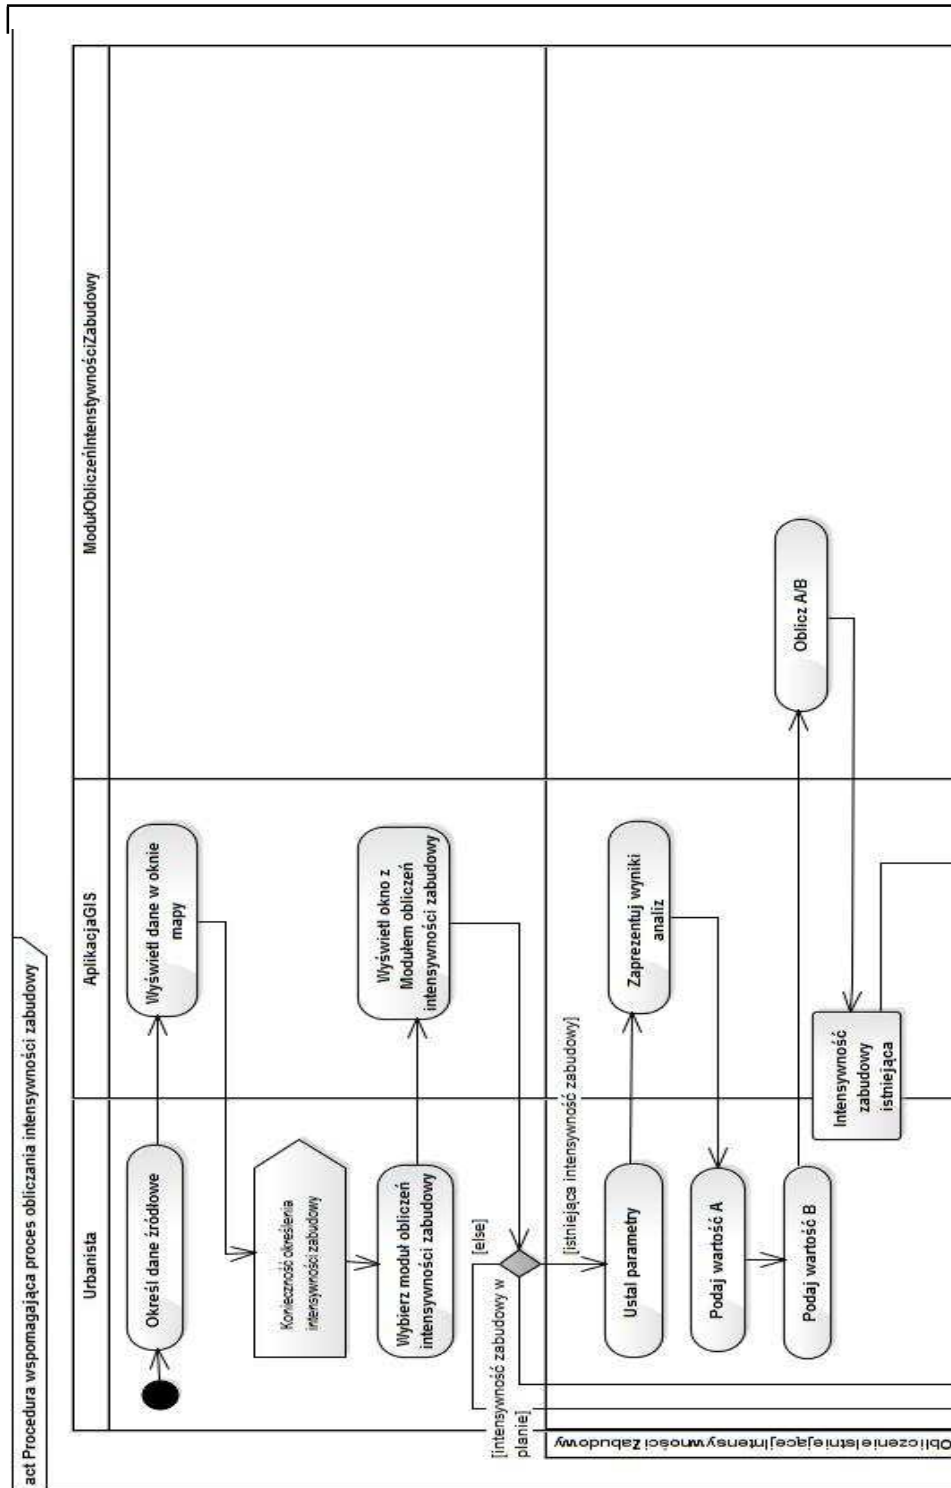 act Procedura wspomagająca proces obliczania intensywności zabudowy
Urbanista
AplikacjaGIS
ModułObliczeńIntenstywnościZabudowy
Określ dane źródłowe
Wyświetl dane w oknie
mapy
Konieczność określenia
intensywności zabudowy
Wybierz moduł obliczeń
intensywności zabudowy
Wyświetl okno z
Modułem obliczeń
intensywności zabudowy
[else]
[intensywność zabudowy w
planie]
[istniejąca intensywność zabudowy]
ObliczenieIstniejącejIntensywnościZabudowy
Ustal parametry
Zaprezentuj wyniki
analiz
Podaj wartość A
Podaj wartość B
Oblicz A/B
Intensywność
zabudowy
istniejąca